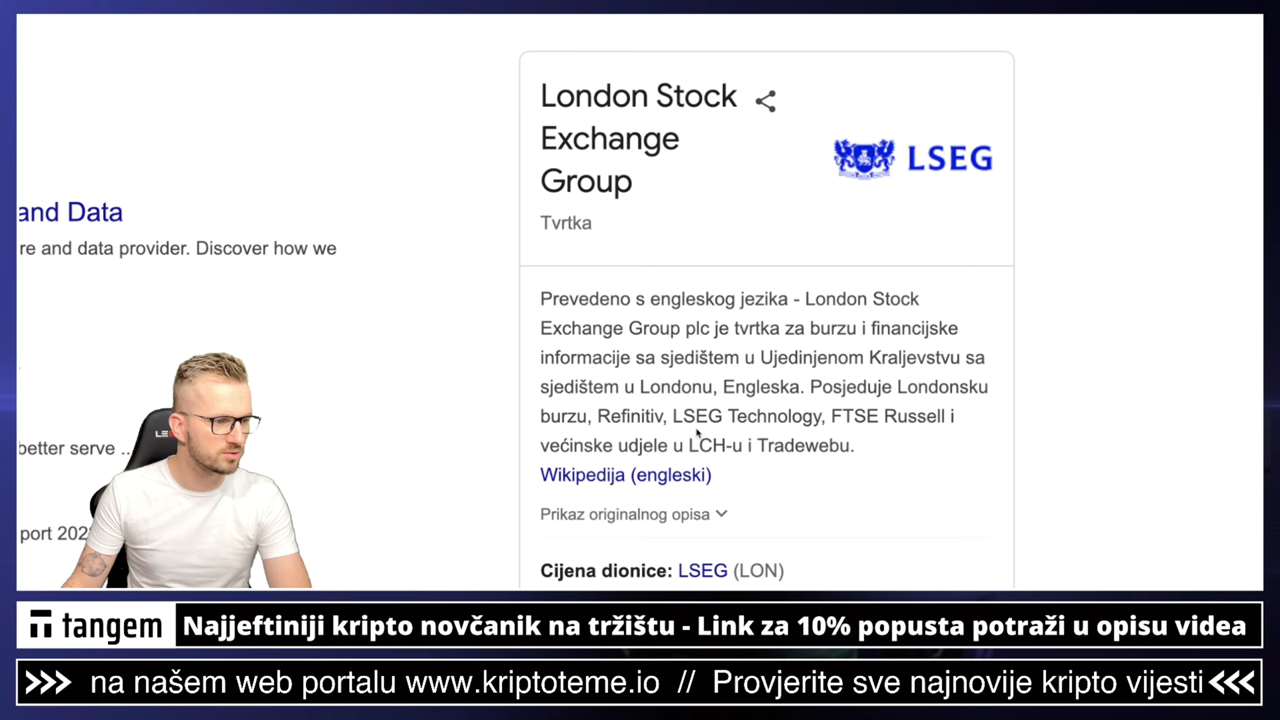 London Stock
Exchange
Group
LSEG
Tvrtka
and Data
re and data provider. Discover how we
Prevedeno s engleskog jezika - London Stock
Exchange Group plc je tvrtka za burzu i financijske
informacije sa sjedištem u Ujedinjenom Kraljevstvu sa
sjedištem u Londonu, Engleska. Posjeduje Londonsku
burzu, Refinitiv, LSEG Technology, FTSE Russell i
većinske udjele u LCH-u i Tradewebu.
Wikipedija (engleski)
better serve ..
Prikaz originalnog opisa
port 202
Cijena dionice: LSEG (LON)
tangem
Najjeftiniji kripto novčanik na tržištu - Link za 10% popusta potraži u opisu videa
>>> na našem web portalu www.kriptoteme.io // Provjerite sve najnovije kripto vijesti <<<